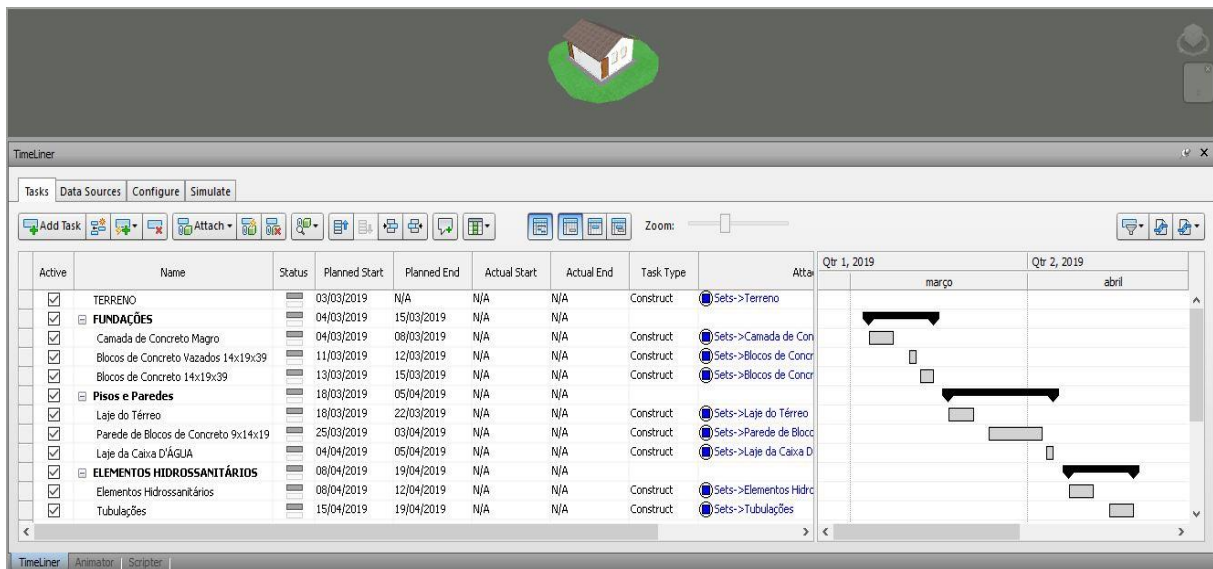 TimeLiner
Tasks Data Sources Configure Simulate
Add Task Attach Zoom:
Active Name Status Planned Start Planned End Actual Start Actual End Task Type Attac Qtr 1, 2019 Qtr 2, 2019
março abril
TERRENO 03/03/2019 N/A N/A N/A Construct Sets->Terreno
FUNDAÇÕES 04/03/2019 15/03/2019 N/A N/A
Camada de Concreto Magro 04/03/2019 08/03/2019 N/A N/A Construct Sets->Camada de Con
Blocos de Concreto Vazados 14x19x39 11/03/2019 12/03/2019 N/A N/A Construct Sets->Blocos de Concr
Blocos de Concreto 14x19x39 13/03/2019 15/03/2019 N/A N/A Construct Sets->Blocos de Concr
Pisos e Paredes 18/03/2019 05/04/2019 N/A N/A
Laje do Térreo 18/03/2019 22/03/2019 N/A N/A Construct Sets->Laje do Térreo
Parede de Blocos de Concreto 9x14x19 25/03/2019 03/04/2019 N/A N/A Construct Sets->Parede de Bloco
Laje da Caixa D'ÁGUA 04/04/2019 05/04/2019 N/A N/A Construct Sets->Laje da Caixa D
ELEMENTOS HIDROSSANITÁRIOS 08/04/2019 19/04/2019 N/A N/A
Elementos Hidrossanitários 08/04/2019 12/04/2019 N/A N/A Construct Sets->Elementos Hidro
Tubulações 15/04/2019 19/04/2019 N/A N/A Construct Sets->Tubulações
TimeLiner Animator Scripter